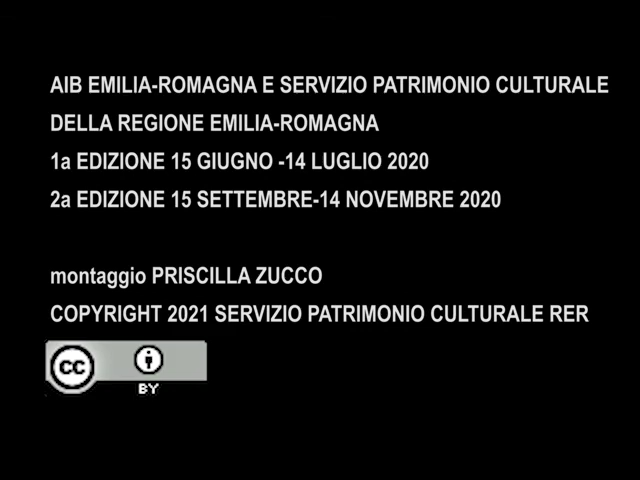 AIB EMILIA-ROMAGNA E SERVIZIO PATRIMONIO CULTURALE
DELLA REGIONE EMILIA-ROMAGNA
1a EDIZIONE 15 GIUGNO -14 LUGLIO 2020
2a EDIZIONE 15 SETTEMBRE-14 NOVEMBRE 2020
montaggio PRISCILLA ZUCCO
COPYRIGHT 2021 SERVIZIO PATRIMONIO CULTURALE RER
cc
BY